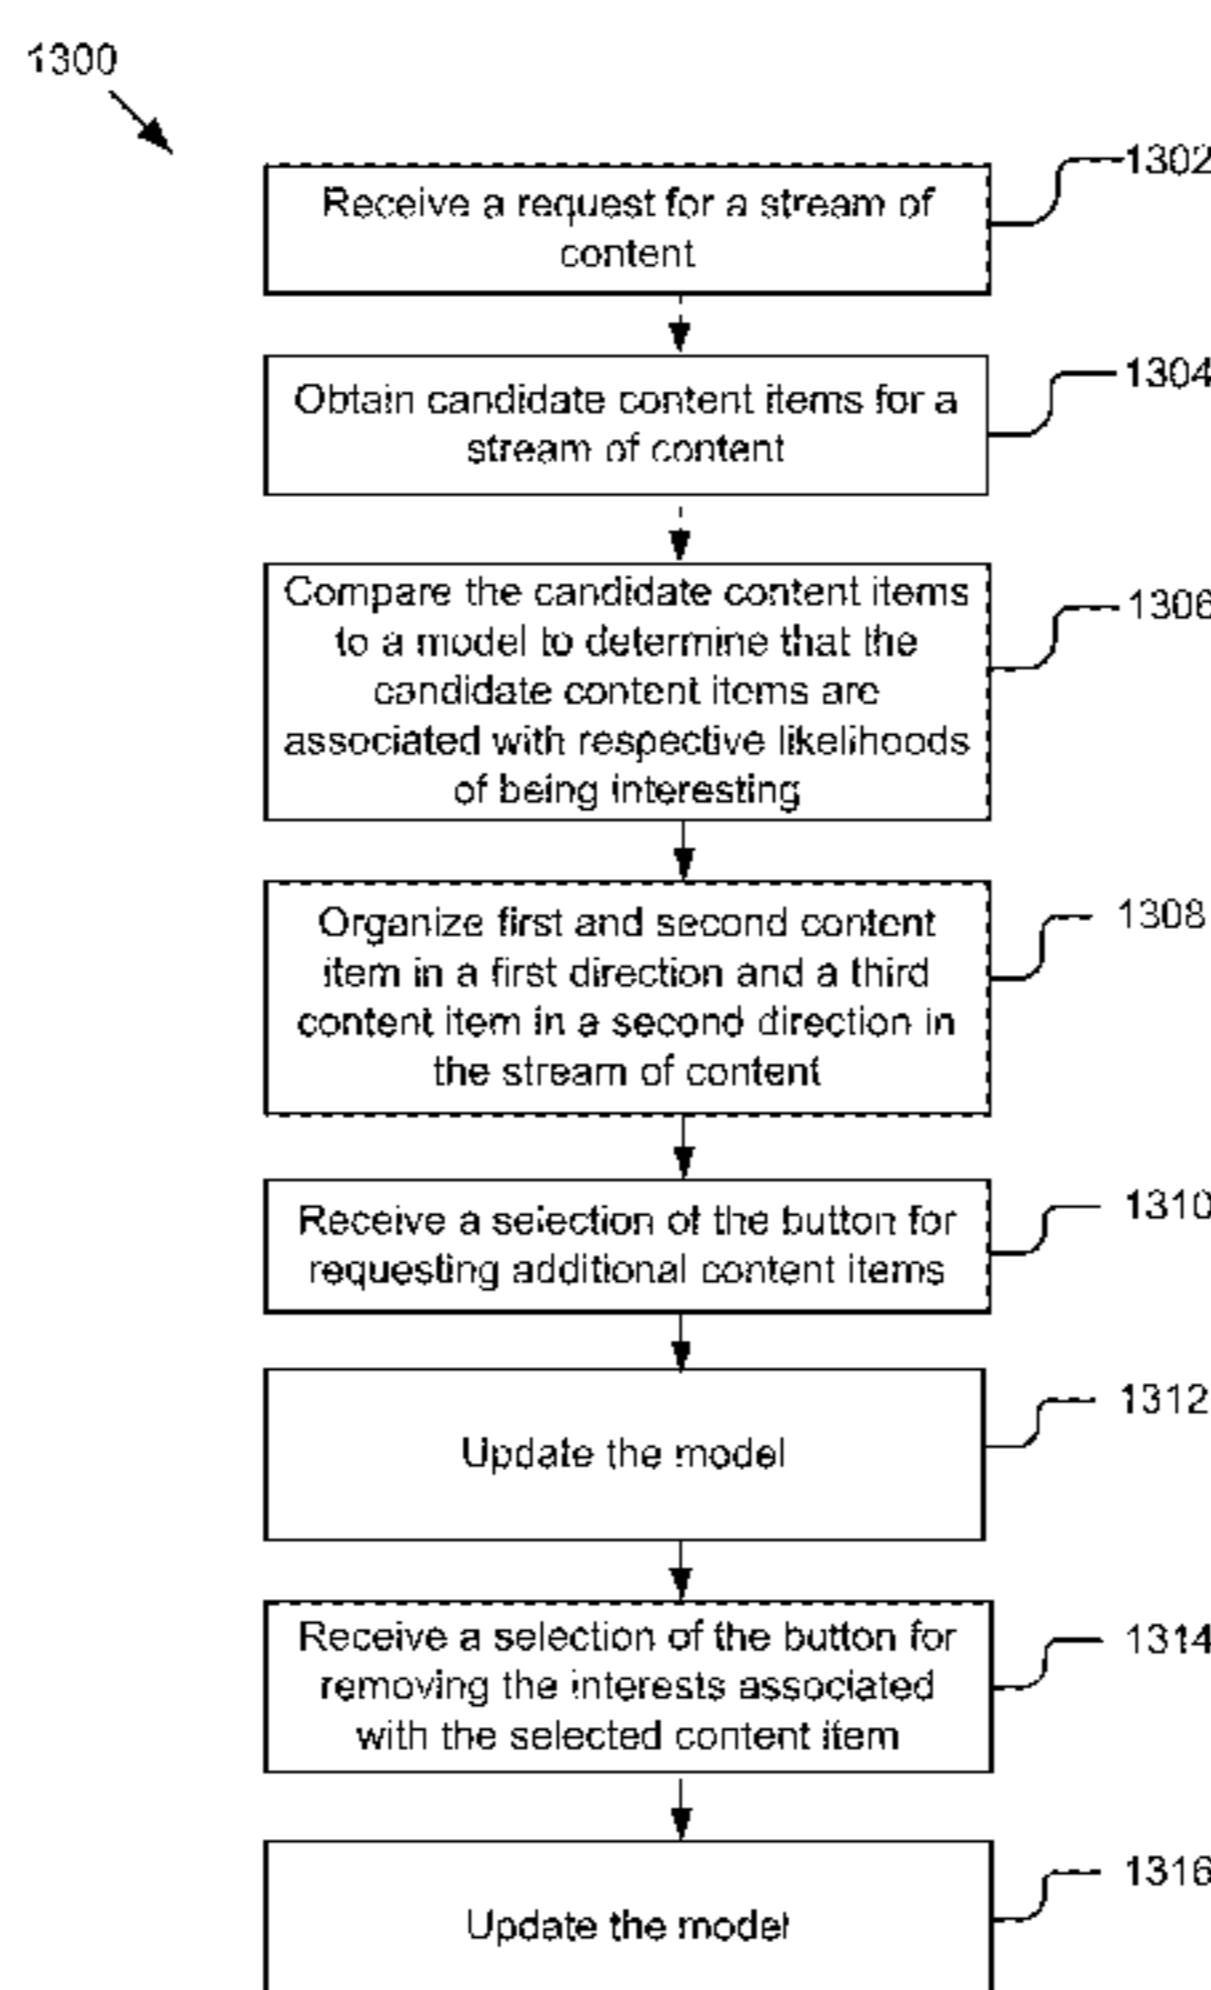 1300
1302
Receive a request for a stream of
content
1304
Obtain candidate content items for a
stream of content
1306
Compare the candidate content items
to a model to determine that the
candidate content items are
associated with respective likelihoods
of being interesting
1308
Organize first and second content
item in a first direction and a third
content item in a second direction in
the stream of content
1310
Receive a selection of the button for
requesting additional content items
1312
Update the model
1314
Receive a selection of the button for
removing the interests associated
with the selected content item
1316
Update the model